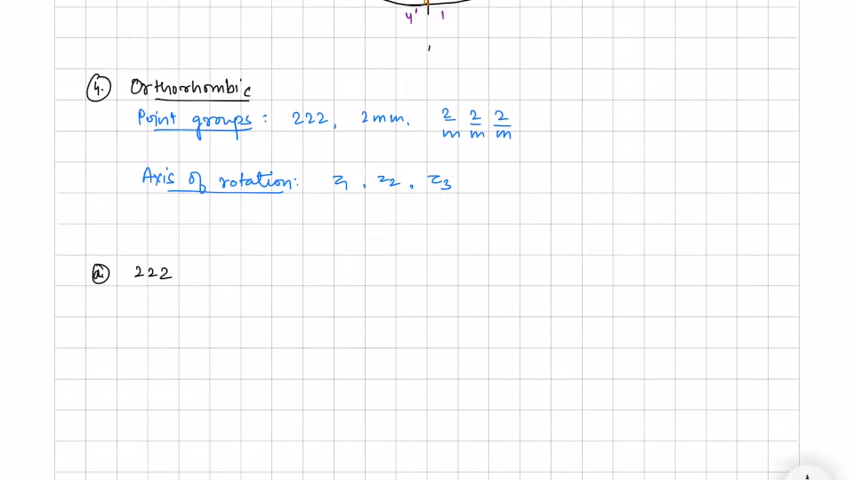 4' 1
4. Orthorhombic
Point groups : 222, 2mm. 2/m 2/m 2/m
Axis of rotation: z1, z2, z3
a. 222